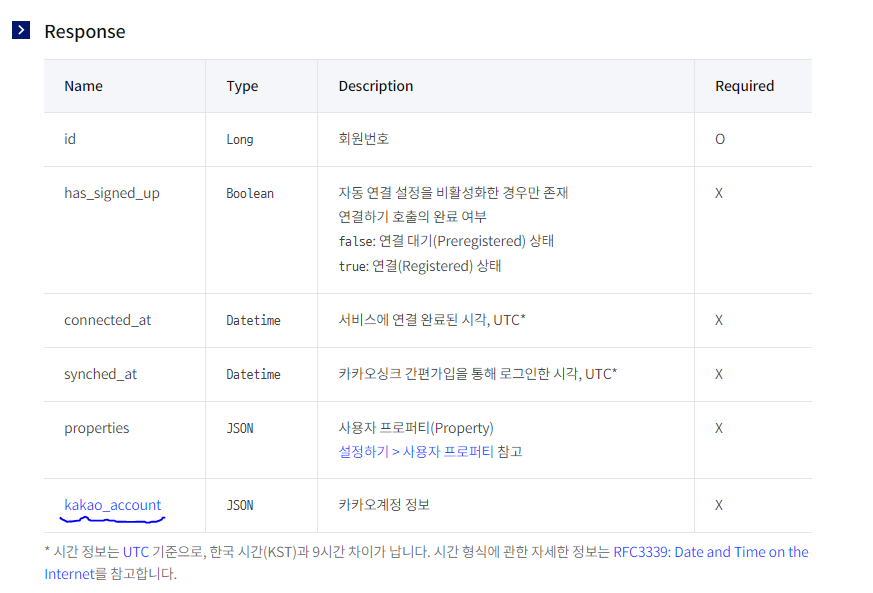 Response
Name Type Description Required
id Long 회원번호 O
has_signed_up Boolean 자동 연결 설정을 비활성화한 경우만 존재 X
연결하기 호출의 완료 여부
false: 연결 대기(Preregistered) 상태
true: 연결(Registered) 상태
connected_at Datetime 서비스에 연결 완료된 시각, UTC* X
synched_at Datetime 카카오싱크 간편가입을 통해 로그인한 시각, UTC* X
properties JSON 사용자 프로퍼티(Property) X
설정하기 > 사용자 프로퍼티 참고
kakao_account JSON 카카오계정 정보 X
* 시간 정보는 UTC 기준으로, 한국 시간(KST)과 9시간 차이가 납니다. 시간 형식에 관한 자세한 정보는 RFC3339: Date and Time on the
Internet를 참고합니다.